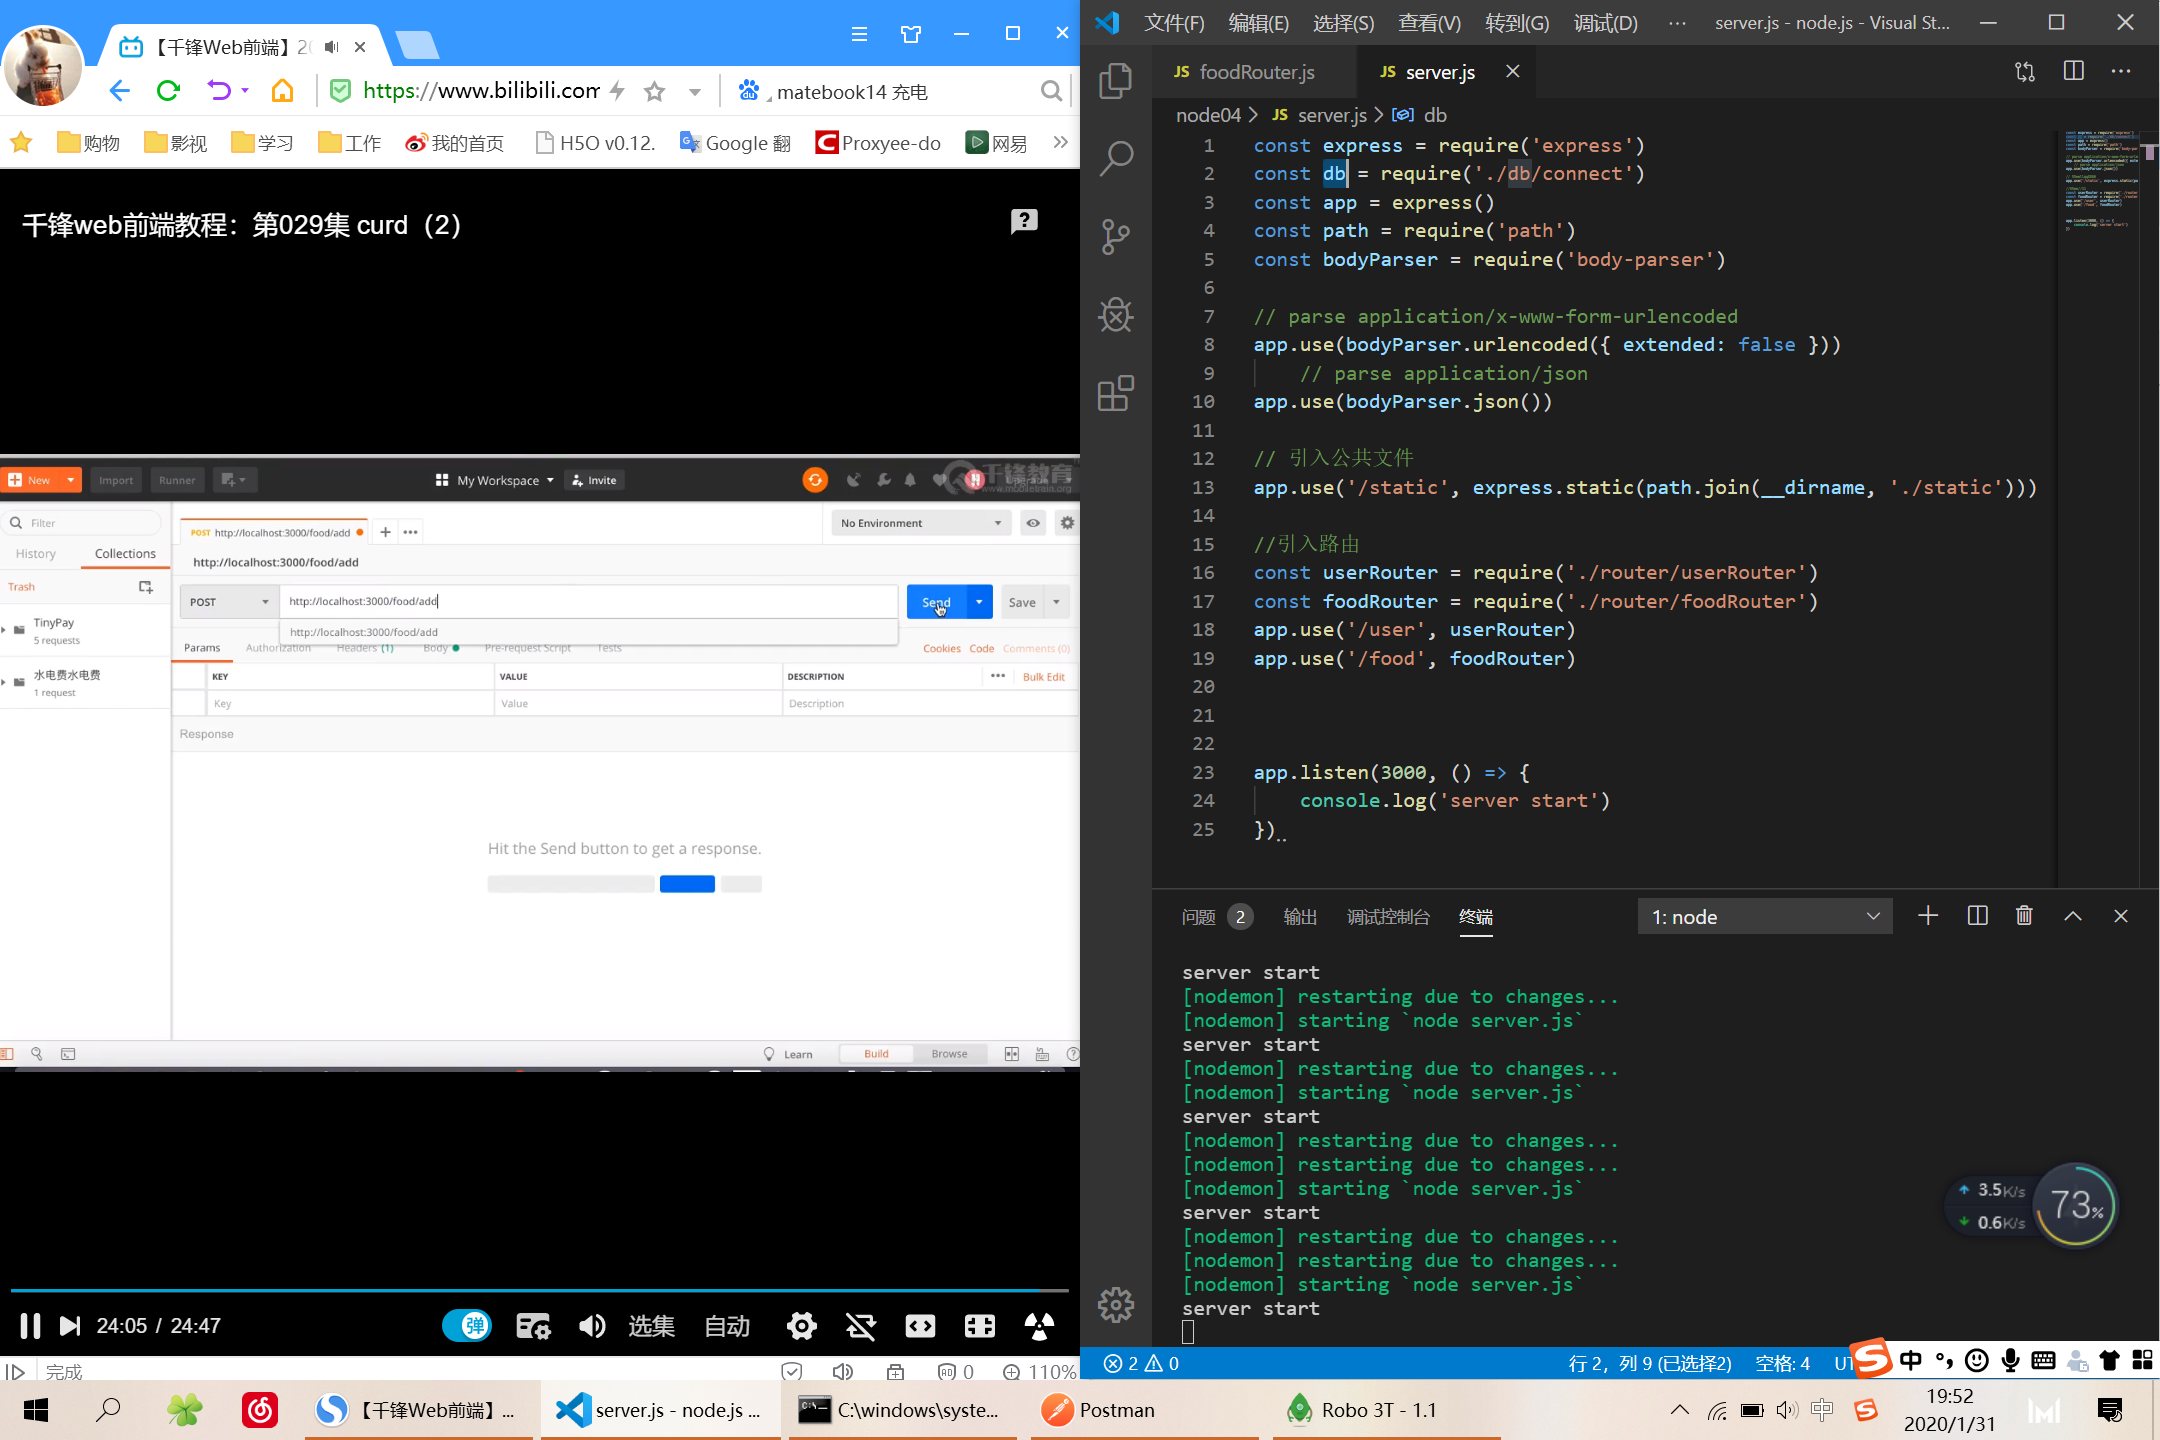 【千锋Web前端】20
https://www.bilibili.com
matebook14 充电
购物
影视
学习
工作
我的首页
H5O v0.12.
Google 翻
Proxyee-do
网易
千锋web前端教程：第029集 curd（2）
New
Import
Runner
My Workspace
Invite
千锋教育
www.mobiletrain.org
Filter
History
Collections
Trash
TinyPay
5 requests
水电费水电费
1 request
POST http://localhost:3000/food/add
No Environment
http://localhost:3000/food/add
POST
http://localhost:3000/food/add
Send
Save
http://localhost:3000/food/add
Params
Authorization
Headers (1)
Body
Pre-request Script
Tests
Cookies
Code
Comments (0)
KEY
VALUE
DESCRIPTION
Bulk Edit
Key
Value
Description
Response
Hit the Send button to get a response.
Learn
Build
Browse
24:05 / 24:47
弹
选集
自动
完成
0
110%
文件(F) 编辑(E) 选择(S) 查看(V) 转到(G) 调试(D) ··· server.js - node.js - Visual St...
JS foodRouter.js
JS server.js
node04 > JS server.js > db
1 const express = require('express')
2 const db = require('./db/connect')
3 const app = express()
4 const path = require('path')
5 const bodyParser = require('body-parser')
6
7 // parse application/x-www-form-urlencoded
8 app.use(bodyParser.urlencoded({ extended: false }))
9 // parse application/json
10 app.use(bodyParser.json())
11
12 // 引入公共文件
13 app.use('/static', express.static(path.join(__dirname, './static')))
14
15 //引入路由
16 const userRouter = require('./router/userRouter')
17 const foodRouter = require('./router/foodRouter')
18 app.use('/user', userRouter)
19 app.use('/food', foodRouter)
20
21
22
23 app.listen(3000, () => {
24 console.log('server start')
25 })
问题 2 输出 调试控制台 终端
1: node
server start
[nodemon] restarting due to changes...
[nodemon] starting `node server.js`
server start
[nodemon] restarting due to changes...
[nodemon] starting `node server.js`
server start
[nodemon] restarting due to changes...
[nodemon] restarting due to changes...
[nodemon] starting `node server.js`
server start
[nodemon] restarting due to changes...
[nodemon] restarting due to changes...
[nodemon] starting `node server.js`
server start
3.5K/s
0.6K/s
73%
2 0
行 2，列 9 (已选择2)
空格: 4
UT
中
【千锋Web前端】...
server.js - node.js ...
C:\windows\syste...
Postman
Robo 3T - 1.1
中
19:52
2020/1/31